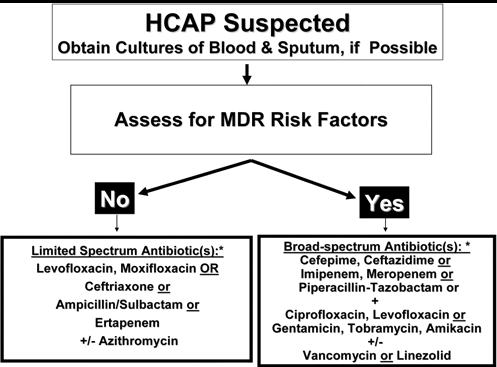 HCAP Suspected
Obtain Cultures of Blood & Sputum, if Possible
Assess for MDR Risk Factors
No
Yes
Limited Spectrum Antibiotic(s):*
Levofloxacin, Moxifloxacin OR
Ceftriaxone or
Ampicillin/Sulbactam or
Ertapenem
+/- Azithromycin
Broad-spectrum Antibiotic(s): *
Cefepime, Ceftazidime or
Imipenem, Meropenem or
Piperacillin-Tazobactam or
+
Ciprofloxacin, Levofloxacin or
Gentamicin, Tobramycin, Amikacin
+/-
Vancomycin or Linezolid